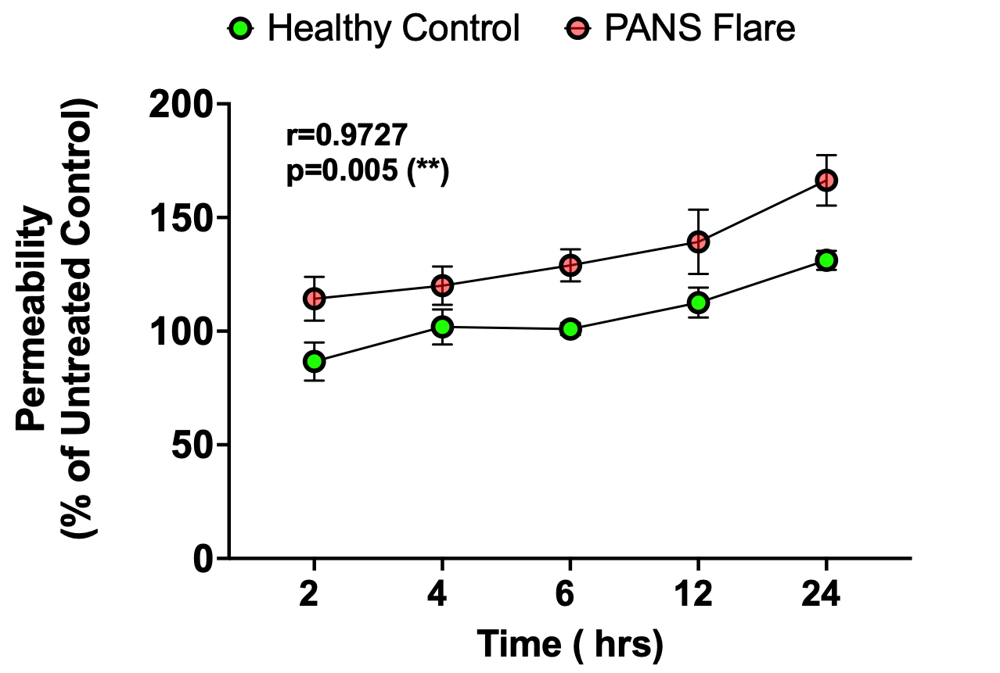 Healthy Control PANS Flare
r=0.9727
p=0.005 (**)
Permeability
(% of Untreated Control)
200
150
100
50
0
2 4 6 12 24
Time ( hrs)